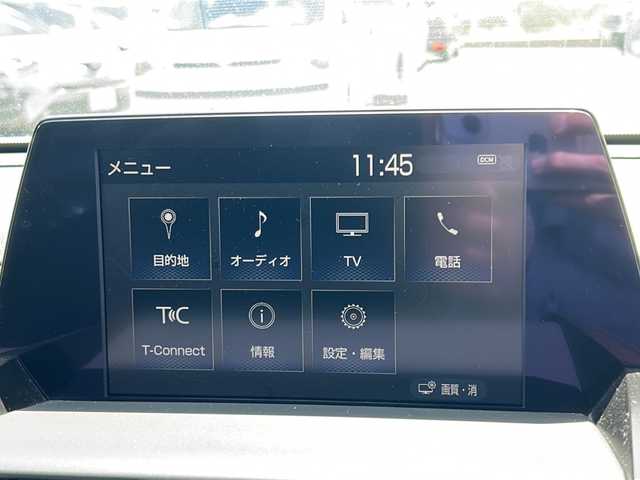 メニュー
11:45
DCM
目的地
オーディオ
TV
電話
T-Connect
情報
設定・編集
画質・消